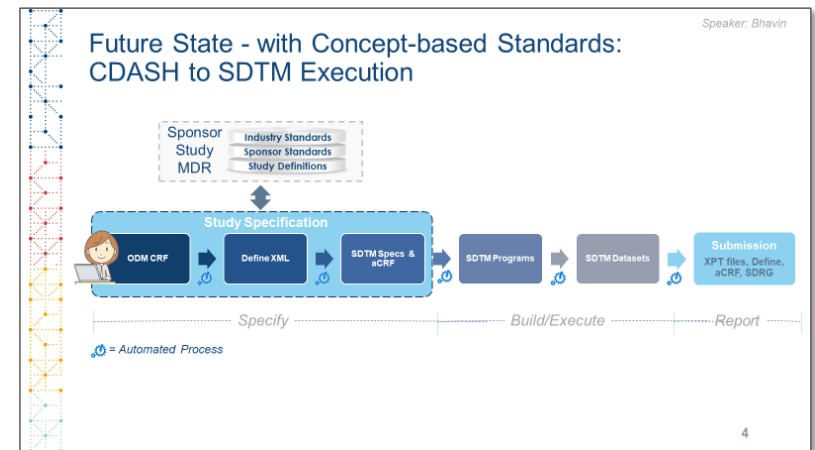 Speaker: Bhavin
Future State - with Concept-based Standards:
CDASH to SDTM Execution
Sponsor
Study
MDR
Industry Standards
Sponsor Standards
Study Definitions
Study Specification
ODM CRF
Define XML
SDTM Specs &
aCRF
SDTM Programs
SDTM Datasets
Submission
XPT files, Define,
aCRF, SDRG
Specify
Build/Execute
Report
= Automated Process
4